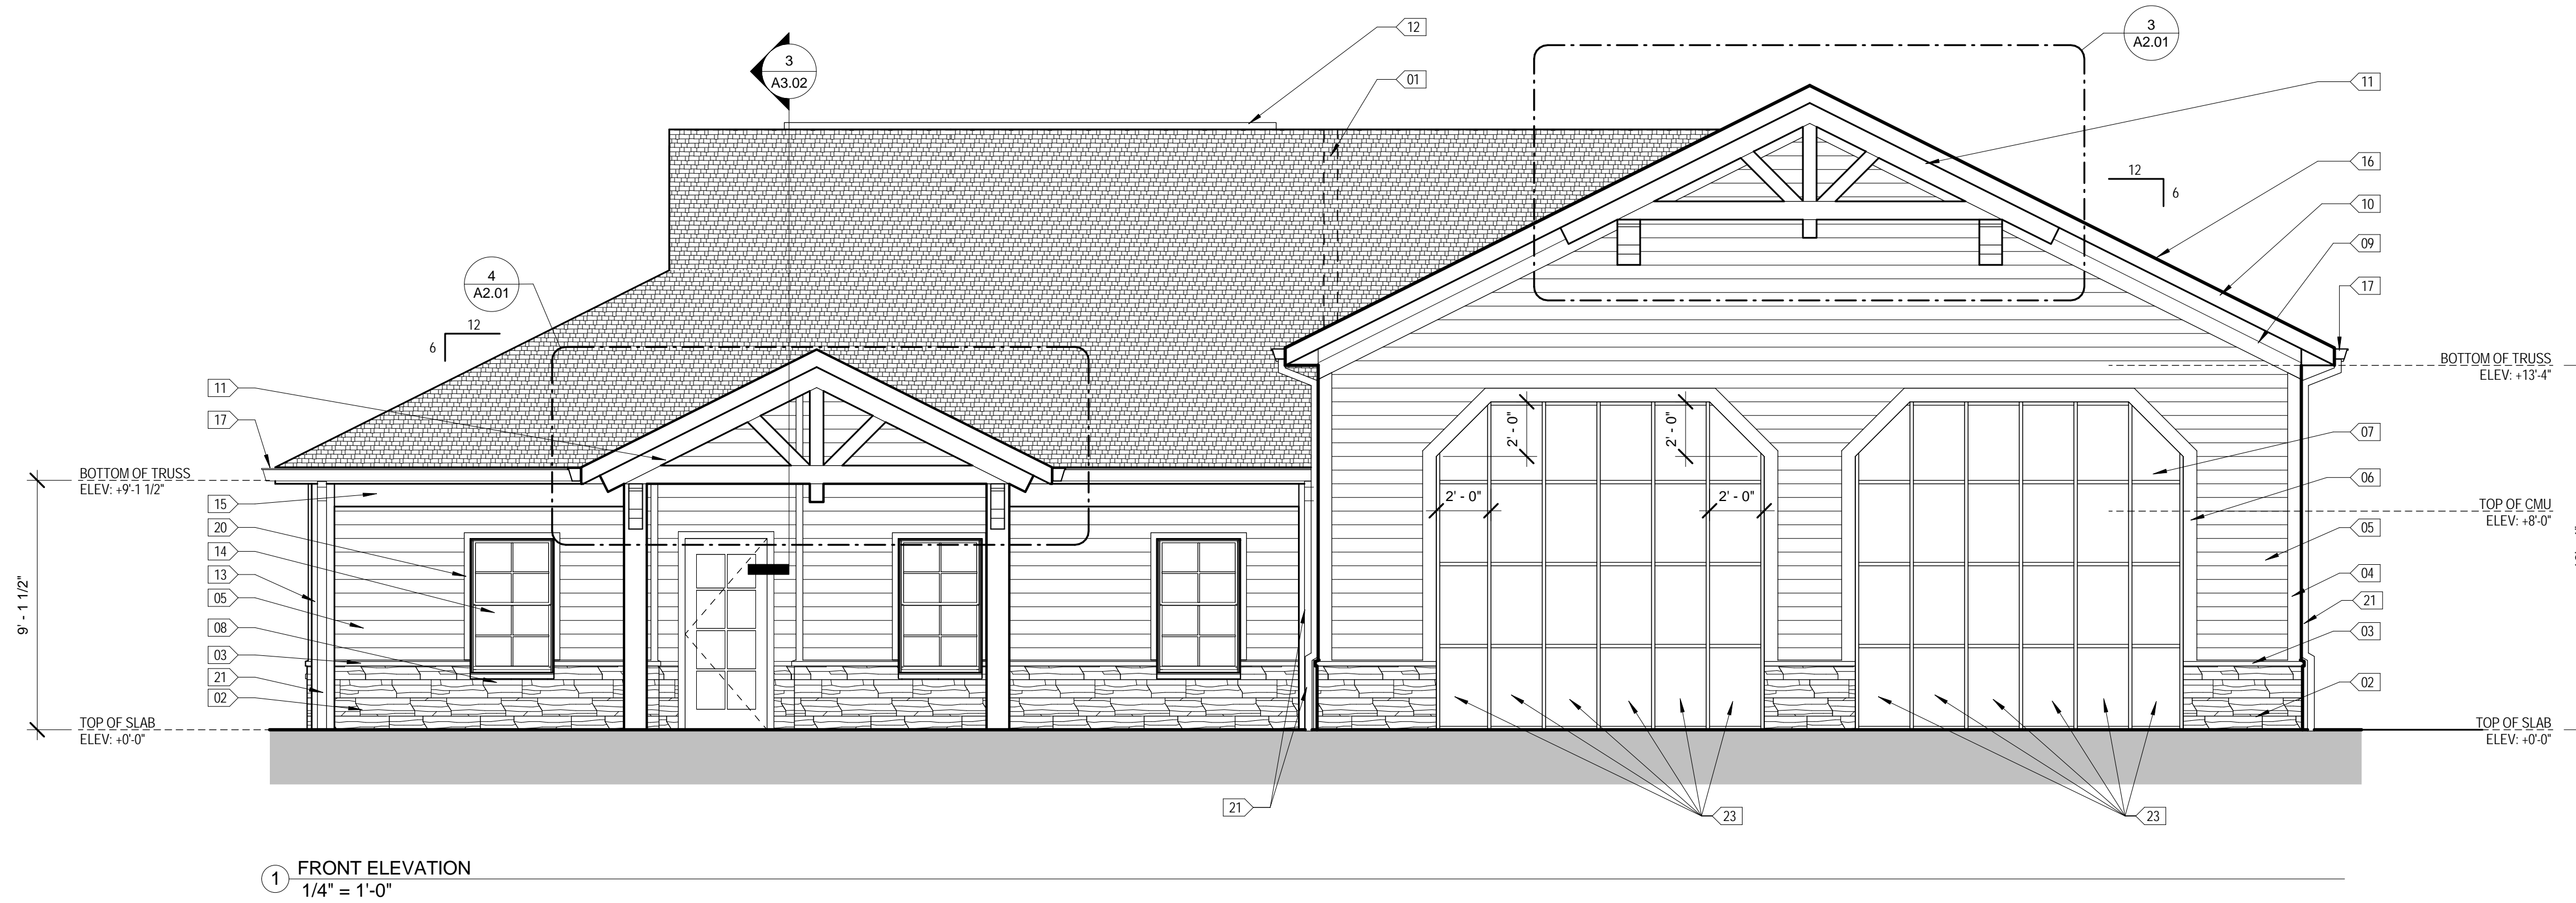 12
3
A3.02
01
3
A2.01
11
12
6
16
10
09
17
4
A2.01
12
6
BOTTOM OF TRUSS
ELEV: +13'-4"
11
17
BOTTOM OF TRUSS
ELEV: +9'-1 1/2"
2' - 0"
2' - 0"
07
06
15
2' - 0"
2' - 0"
TOP OF CMU
ELEV: +8'-0"
20
05
14
13
04
05
21
08
03
03
21
02
02
9' - 1 1/2"
TOP OF SLAB
ELEV: +0'-0"
TOP OF SLAB
ELEV: +0'-0"
21
23
23
1
FRONT ELEVATION
1/4" = 1'-0"